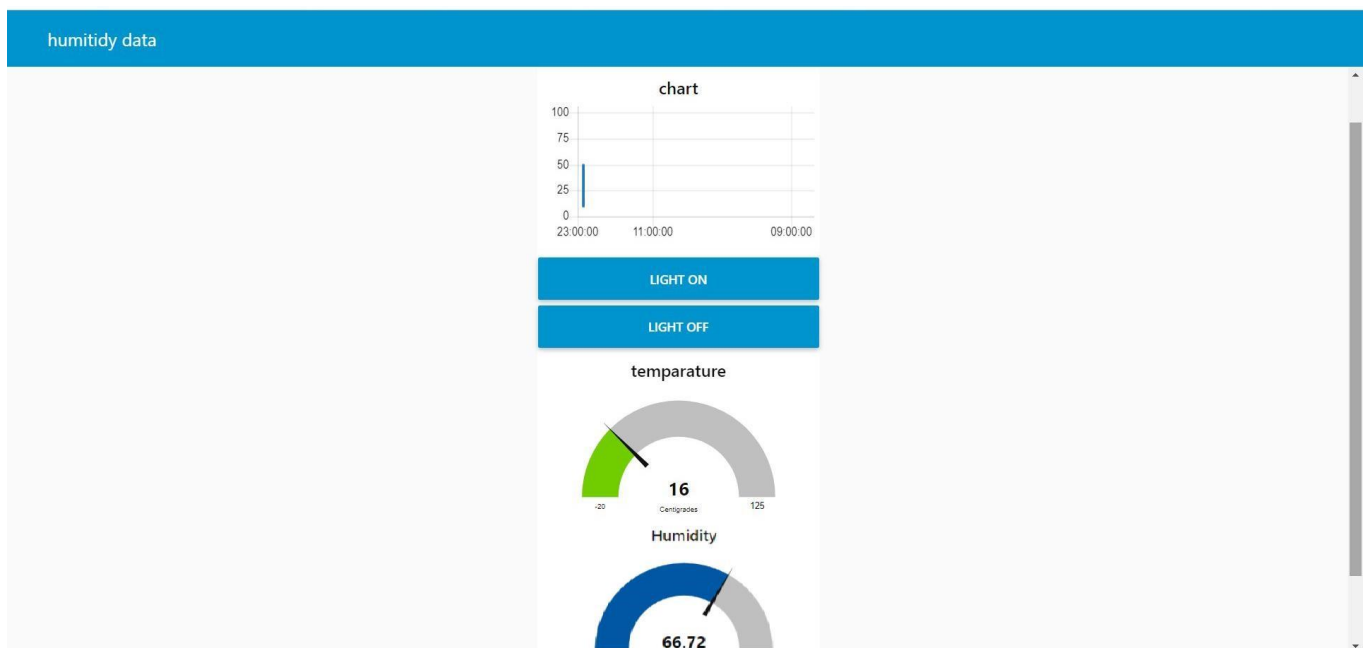 humitidy data
chart
100
75
50
25
0
23:00:00 11:00:00 09:00:00
LIGHT ON
LIGHT OFF
temparature
16
-20 Centigrades 125
Humidity
66.72